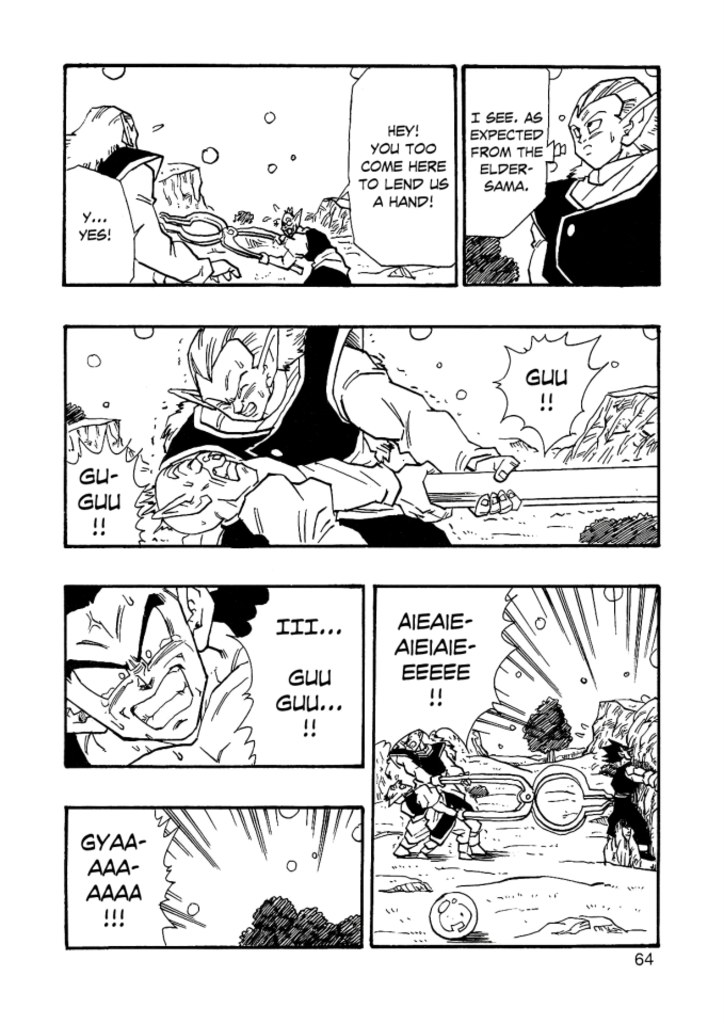 I SEE. AS
EXPECTED
FROM THE
ELDER-
SAMA.
HEY!
YOU TOO
COME HERE
TO LEND US
A HAND!
Y...
YES!
GUU
!!
GU-
GUU
!!
AIEAIE-
AIEIAIE-
EEEEE
!!
III...
GUU
GUU...
!!
GYAA-
AAA-
AAAA
!!!
64